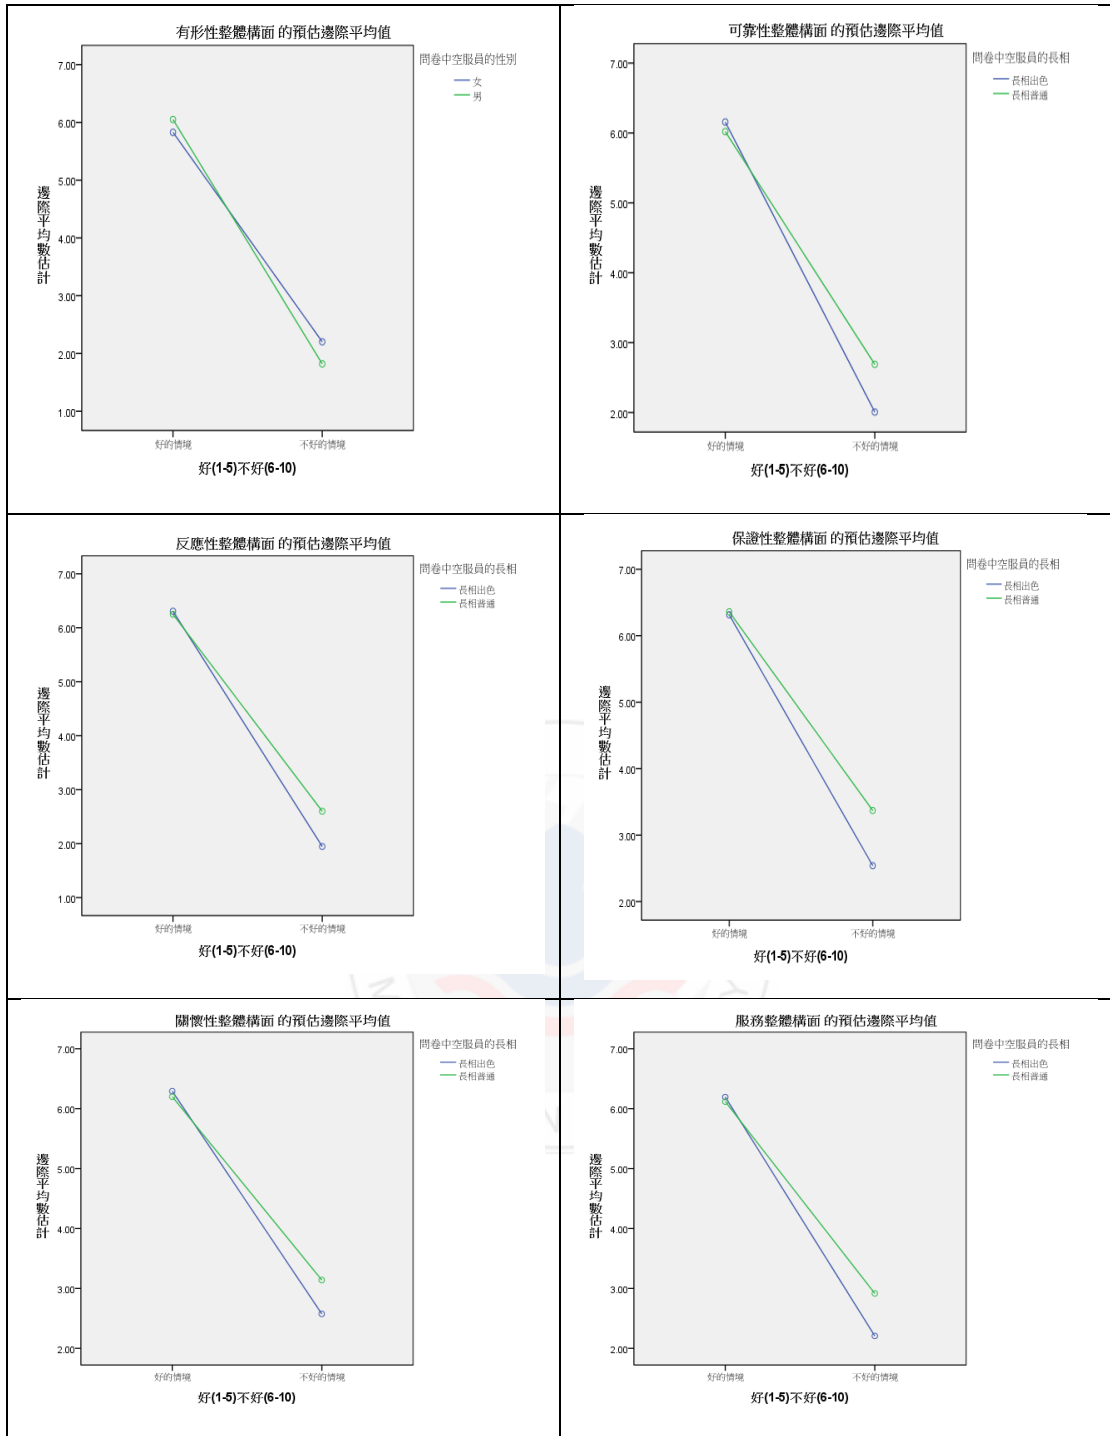 有形性整體構面 的預估邊際平均值
問卷中空服員的性別
女
男
7.00
6.00
5.00
4.00
3.00
2.00
1.00
邊際平均數估計
好的情境
不好的情境
好(1-5)不好(6-10)
可靠性整體構面 的預估邊際平均值
問卷中空服員的長相
長相出色
長相普通
7.00
6.00
5.00
4.00
3.00
2.00
邊際平均數估計
好的情境
不好的情境
好(1-5)不好(6-10)
反應性整體構面 的預估邊際平均值
問卷中空服員的長相
長相出色
長相普通
7.00
6.00
5.00
4.00
3.00
2.00
1.00
邊際平均數估計
好的情境
不好的情境
好(1-5)不好(6-10)
保證性整體構面 的預估邊際平均值
問卷中空服員的長相
長相出色
長相普通
7.00
6.00
5.00
4.00
3.00
2.00
邊際平均數估計
好的情境
不好的情境
好(1-5)不好(6-10)
關懷性整體構面 的預估邊際平均值
問卷中空服員的長相
長相出色
長相普通
7.00
6.00
5.00
4.00
3.00
2.00
邊際平均數估計
好的情境
不好的情境
好(1-5)不好(6-10)
服務整體構面 的預估邊際平均值
問卷中空服員的長相
長相出色
長相普通
7.00
6.00
5.00
4.00
3.00
2.00
邊際平均數估計
好的情境
不好的情境
好(1-5)不好(6-10)